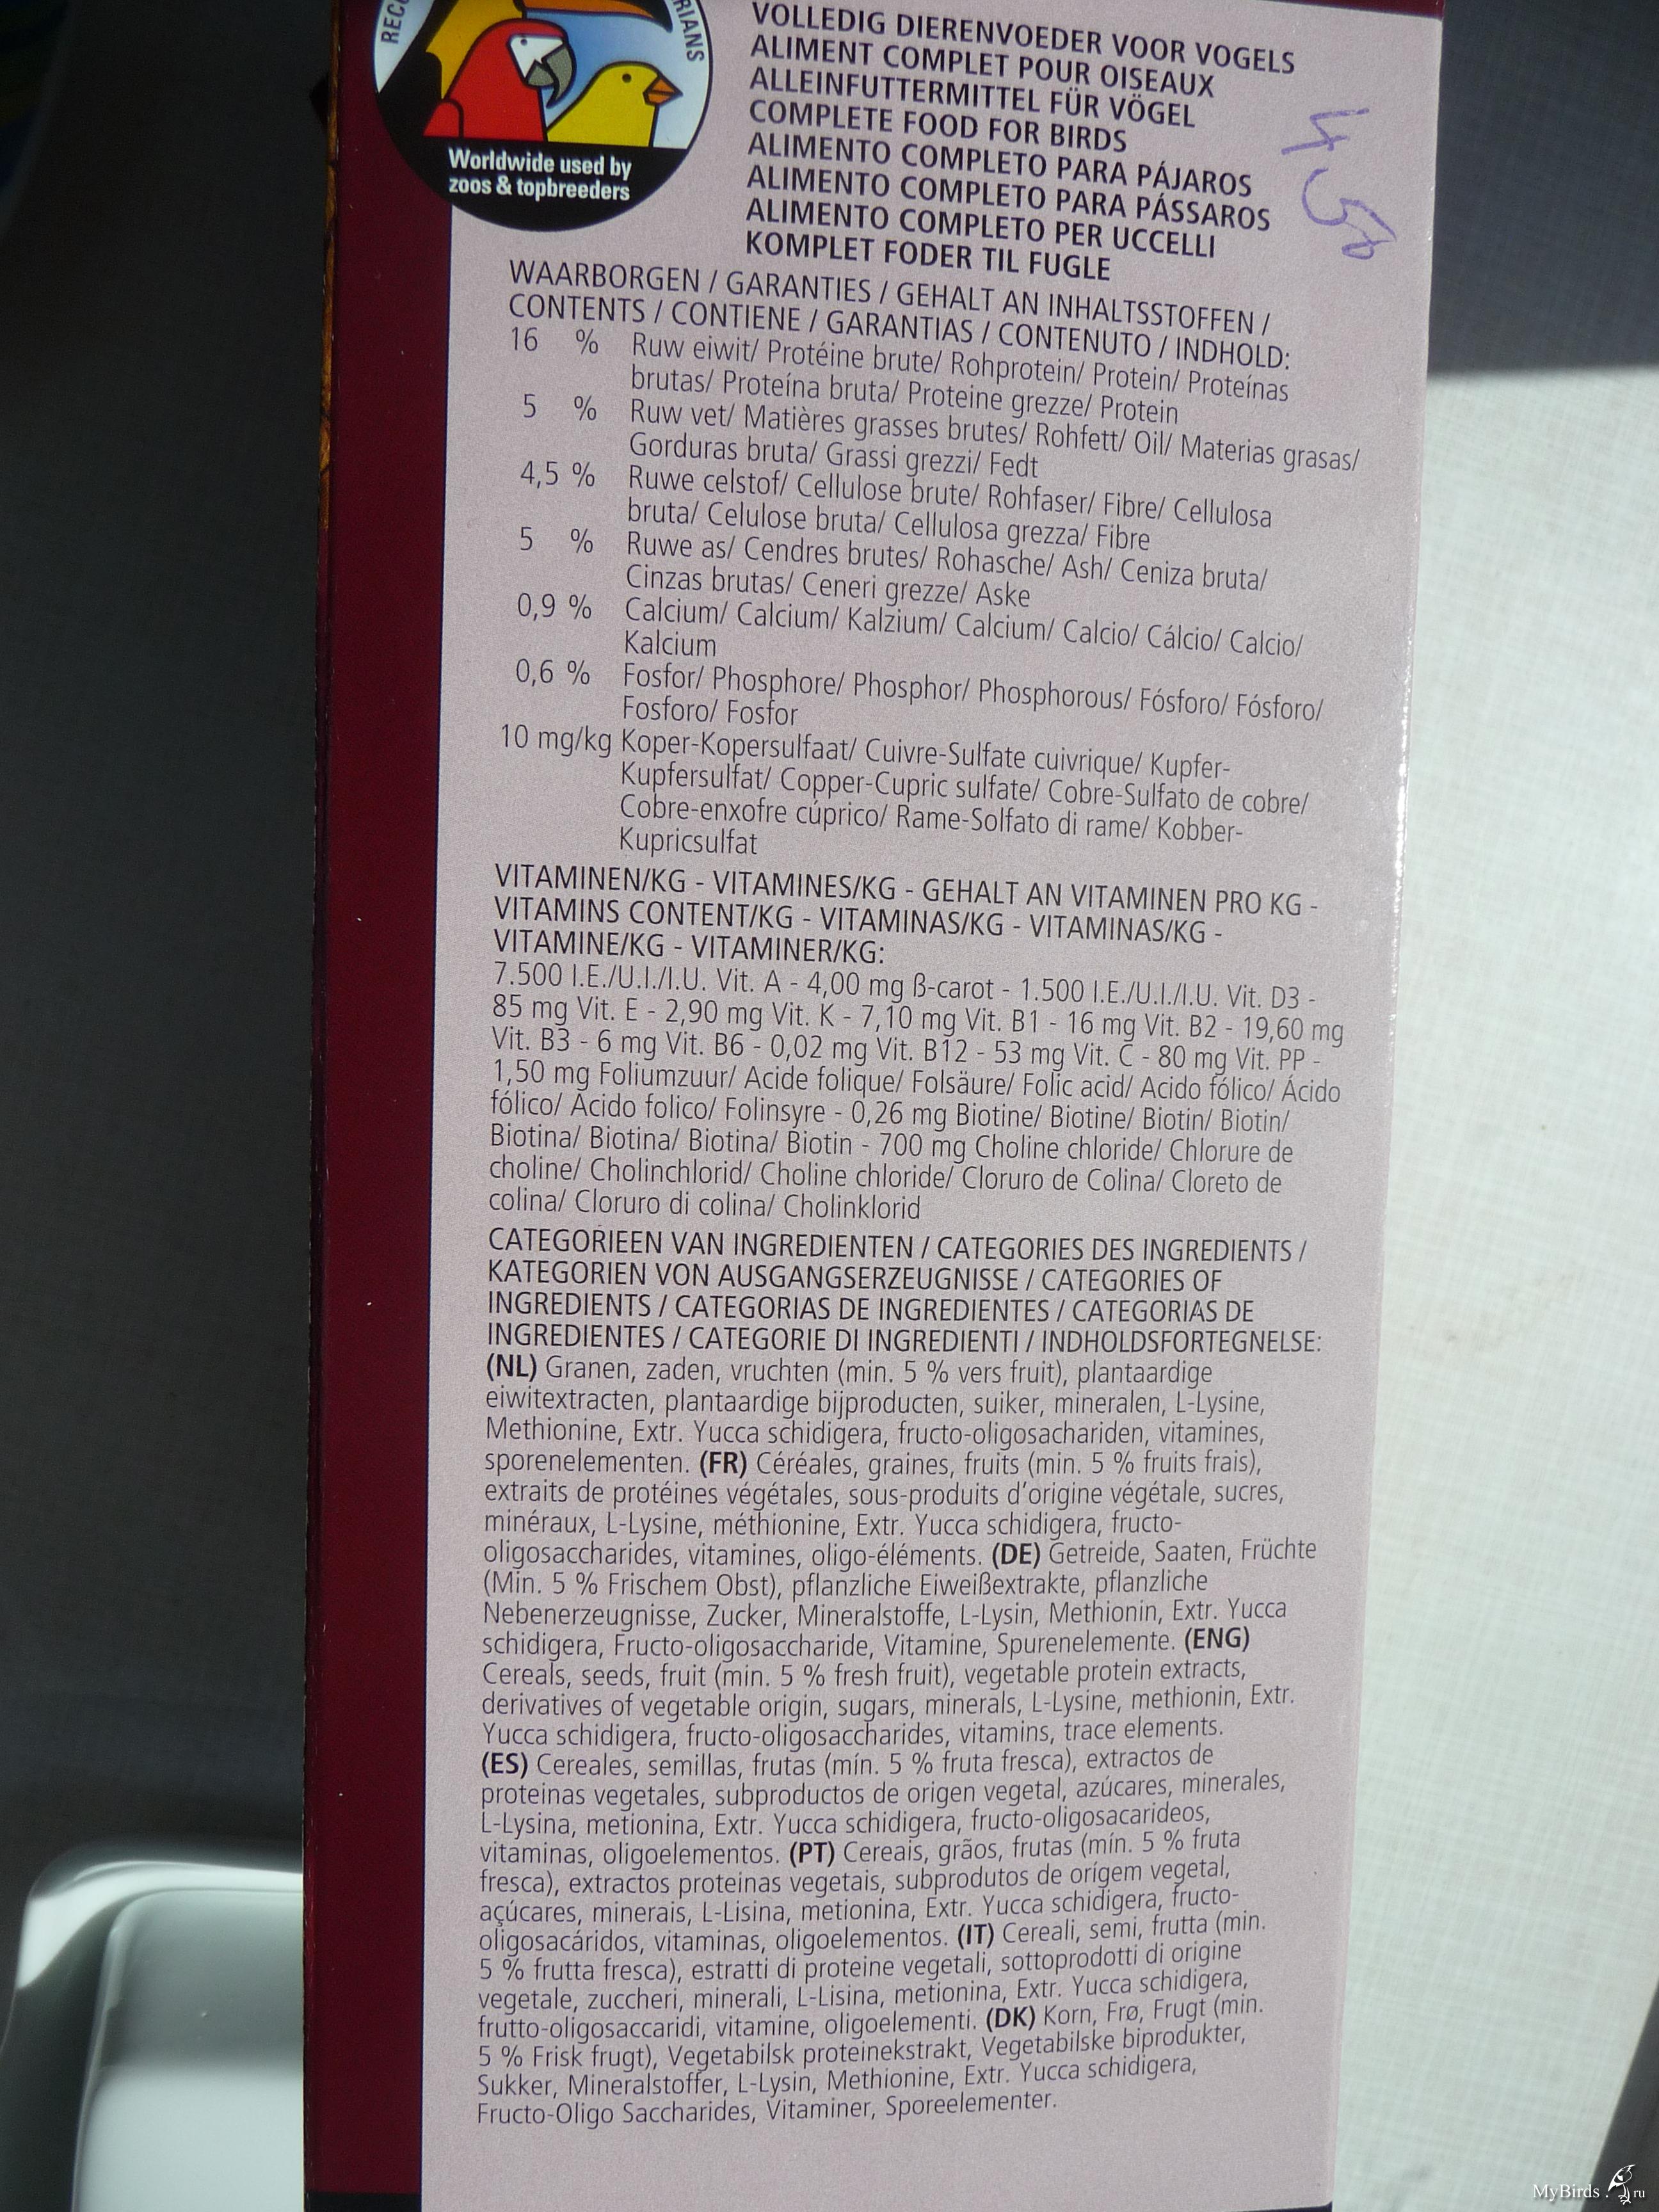 Worldwide used by
zoos & topbreeders
VOLLEDIG DIERENVOEDER VOOR VOGELS
ALIMENT COMPLET POUR OISEAUX
ALLEINFUTTERMITTEL FÜR VÖGEL
COMPLETE FOOD FOR BIRDS
ALIMENTO COMPLETO PARA PÁJAROS
ALIMENTO COMPLETO PARA PÁSSAROS
ALIMENTO COMPLETO PER UCCELLI
KOMPLET FODER TIL FUGLE
WAARBORGEN / GARANTIES / GEHALT AN INHALTSSTOFFEN /
CONTENTS / CONTIENE / GARANTIAS / CONTENUTO / INDHOLD:
16 % Ruw eiwit/ Protéine brute/ Rohprotein/ Protein/ Proteínas
brutas/ Proteína bruta/ Proteine grezze/ Protein
5 % Ruw vet/ Matières grasses brutes/ Rohfett/ Oil/ Materias grasas/
Gorduras bruta/ Grassi grezzi/ Fedt
4,5 % Ruwe celstof/ Cellulose brute/ Rohfaser/ Fibre/ Cellulosa
bruta/ Celulose bruta/ Cellulosa grezza/ Fibre
5 % Ruwe as/ Cendres brutes/ Rohasche/ Ash/ Ceniza bruta/
Cinzas brutas/ Ceneri grezze/ Aske
0,9 % Calcium/ Calcium/ Kalzium/ Calcium/ Calcio/ Cálcio/ Calcio/
Kalcium
0,6 % Fosfor/ Phosphore/ Phosphor/ Phosphorous/ Fósforo/ Fósforo/
Fosforo/ Fosfor
10 mg/kg Koper-Kopersulfaat/ Cuivre-Sulfate cuivrique/ Kupfer-
Kupfersulfat/ Copper-Cupric sulfate/ Cobre-Sulfato de cobre/
Cobre-enxofre cúprico/ Rame-Solfato di rame/ Kobber-
Kupricsulfat
VITAMINEN/KG - VITAMINES/KG - GEHALT AN VITAMINEN PRO KG -
VITAMINS CONTENT/KG - VITAMINAS/KG - VITAMINAS/KG -
VITAMINE/KG - VITAMINER/KG:
7.500 I.E./U.I./I.U. Vit. A - 4,00 mg ß-carot - 1.500 I.E./U.I./I.U. Vit. D3 -
85 mg Vit. E - 2,90 mg Vit. K - 7,10 mg Vit. B1 - 16 mg Vit. B2 - 19,60 mg
Vit. B3 - 6 mg Vit. B6 - 0,02 mg Vit. B12 - 53 mg Vit. C - 80 mg Vit. PP -
1,50 mg Foliumzuur/ Acide folique/ Folsäure/ Folic acid/ Acido fólico/ Ácido
fólico/ Acido folico/ Folinsyre - 0,26 mg Biotine/ Biotine/ Biotin/ Biotin/
Biotina/ Biotina/ Biotina/ Biotin - 700 mg Choline chloride/ Chlorure de
choline/ Cholinchlorid/ Choline chloride/ Cloruro de Colina/ Cloreto de
colina/ Cloruro di colina/ Cholinklorid
CATEGORIEEN VAN INGREDIENTEN / CATEGORIES DES INGREDIENTS /
KATEGORIEN VON AUSGANGSERZEUGNISSE / CATEGORIES OF
INGREDIENTS / CATEGORIAS DE INGREDIENTES / CATEGORIAS DE
INGREDIENTES / CATEGORIE DI INGREDIENTI / INDHOLDSFORTEGNELSE:
(NL) Granen, zaden, vruchten (min. 5 % vers fruit), plantaardige
eiwitextracten, plantaardige bijproducten, suiker, mineralen, L-Lysine,
Methionine, Extr. Yucca schidigera, fructo-oligosachariden, vitamines,
sporenelementen. (FR) Céréales, graines, fruits (min. 5 % fruits frais),
extraits de protéines végétales, sous-produits d'origine végétale, sucres,
minéraux, L-Lysine, méthionine, Extr. Yucca schidigera, fructo-
oligosaccharides, vitamines, oligo-éléments. (DE) Getreide, Saaten, Früchte
(Min. 5 % Frischem Obst), pflanzliche Eiweißextrakte, pflanzliche
Nebenerzeugnisse, Zucker, Mineralstoffe, L-Lysin, Methionin, Extr. Yucca
schidigera, Fructo-oligosaccharide, Vitamine, Spurenelemente. (ENG)
Cereals, seeds, fruit (min. 5 % fresh fruit), vegetable protein extracts,
derivatives of vegetable origin, sugars, minerals, L-Lysine, methionin, Extr.
Yucca schidigera, fructo-oligosaccharides, vitamins, trace elements.
(ES) Cereales, semillas, frutas (mín. 5 % fruta fresca), extractos de
proteinas vegetales, subproductos de origen vegetal, azúcares, minerales,
L-Lysina, metionina, Extr. Yucca schidigera, fructo-oligosacarideos,
vitaminas, oligoelementos. (PT) Cereais, grãos, frutas (mín. 5 % fruta
fresca), extractos proteinas vegetais, subprodutos de orígem vegetal,
açúcares, minerais, L-Lisina, metionina, Extr. Yucca schidigera, fructo-
oligosacáridos, vitaminas, oligoelementos. (IT) Cereali, semi, frutta (min.
5 % frutta fresca), estratti di proteine vegetali, sottoprodotti di origine
vegetale, zuccheri, minerali, L-Lisina, metionina, Extr. Yucca schidigera,
frutto-oligosaccaridi, vitamine, oligoelementi. (DK) Korn, Frø, Frugt (min.
5 % Frisk frugt), Vegetabilsk proteinekstrakt, Vegetabilske biprodukter,
Sukker, Mineralstoffer, L-Lysin, Methionine, Extr. Yucca schidigera,
Fructo-Oligo Saccharides, Vitaminer, Sporeelementer.
MyBirds.ru